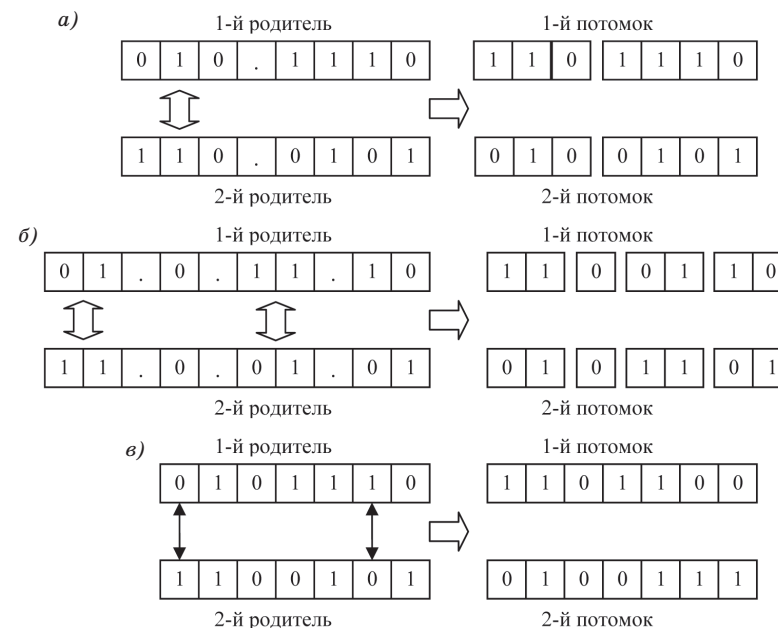 а)
1-й родитель 1-й потомок
0 1 0 . 1 1 1 0 1 1 0 1 1 1 0
1 1 0 . 0 1 0 1 0 1 0 0 1 0 1
2-й родитель 2-й потомок
б)
1-й родитель 1-й потомок
0 1 . 0 . 1 1 . 1 0 1 1 0 0 1 1 0
1 1 . 0 . 0 1 . 0 1 0 1 0 1 1 0 1
2-й родитель 2-й потомок
в)
1-й родитель 1-й потомок
0 1 0 1 1 1 0 1 1 0 1 1 0 0
1 1 0 0 1 0 1 0 1 0 0 1 1 1
2-й родитель 2-й потомок